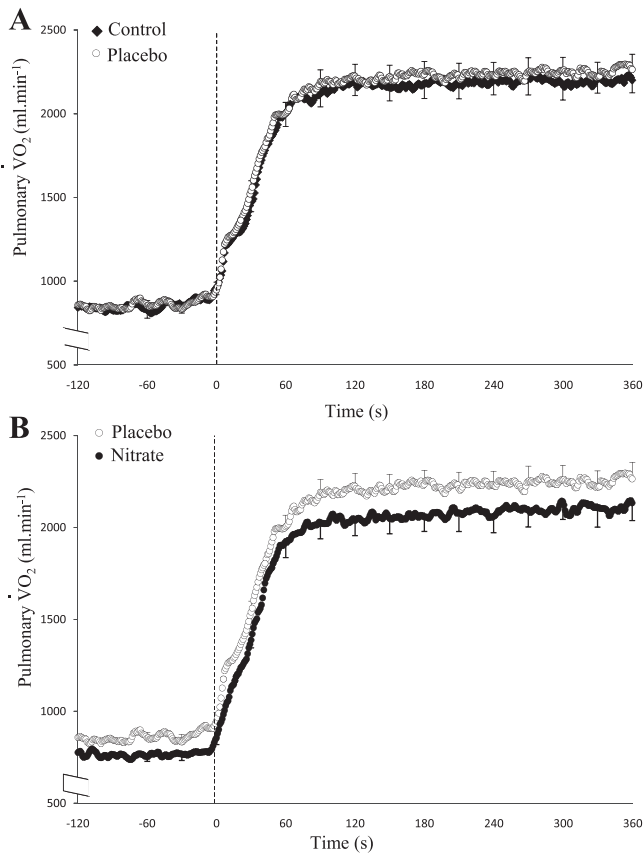 A
Control
Placebo
Pulmonary V̇O₂ (ml.min⁻¹)
2500
2000
1500
1000
500
-120 -60 0 60 120 180 240 300 360
Time (s)
B
Placebo
Nitrate
Pulmonary V̇O₂ (ml.min⁻¹)
2500
2000
1500
1000
500
-120 -60 0 60 120 180 240 300 360
Time (s)